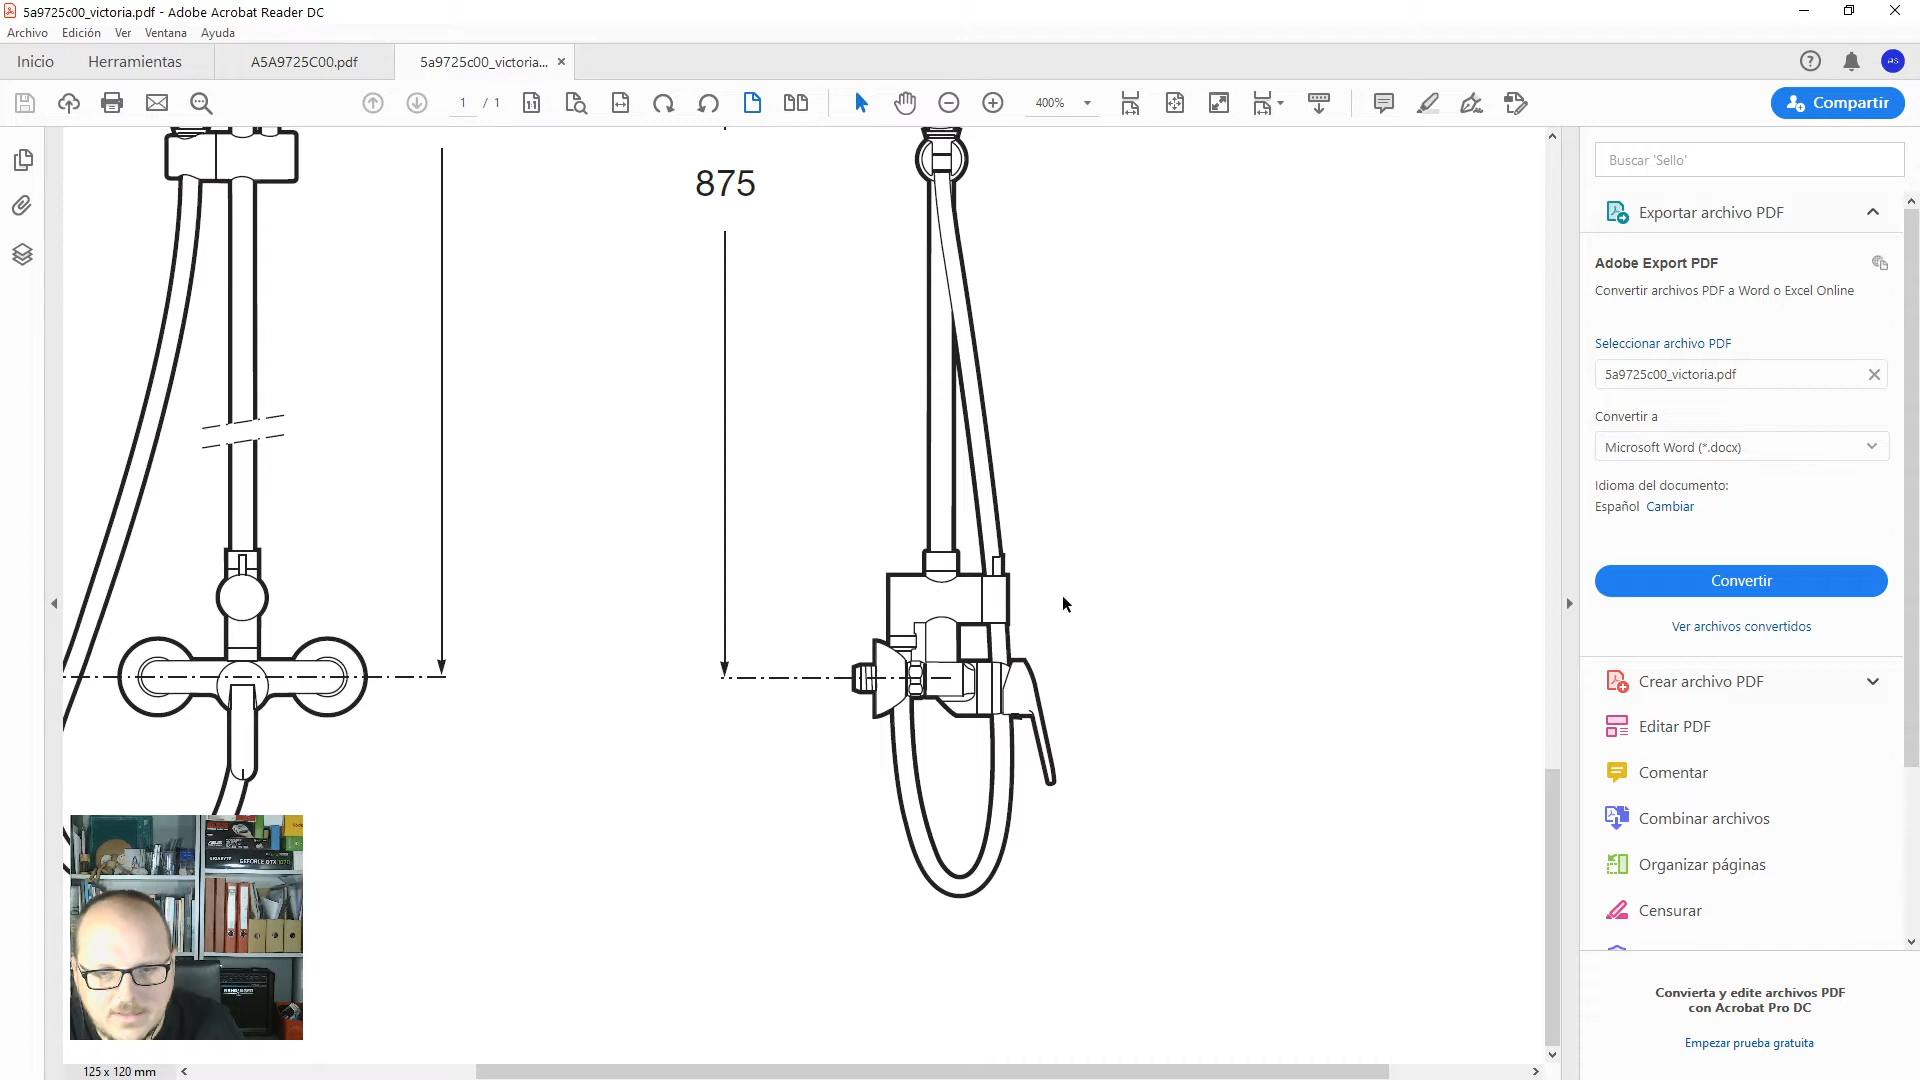 5a9725c00_victoria.pdf - Adobe Acrobat Reader DC
Archivo Edición Ver Ventana Ayuda
Inicio Herramientas A5A9725C00.pdf 5a9725c00_victoria... ×
1 / 1 400% Compartir
875
Buscar 'Sello'
Exportar archivo PDF
Adobe Export PDF
Convertir archivos PDF a Word o Excel Online
Seleccionar archivo PDF
5a9725c00_victoria.pdf
Convertir a
Microsoft Word (*.docx)
Idioma del documento:
Español Cambiar
Convertir
Ver archivos convertidos
Crear archivo PDF
Editar PDF
Comentar
Combinar archivos
Organizar páginas
Censurar
Convierta y edite archivos PDF
con Acrobat Pro DC
Empezar prueba gratuita
GIGABYTE
GEFORCE GTX 1070
125 x 120 mm